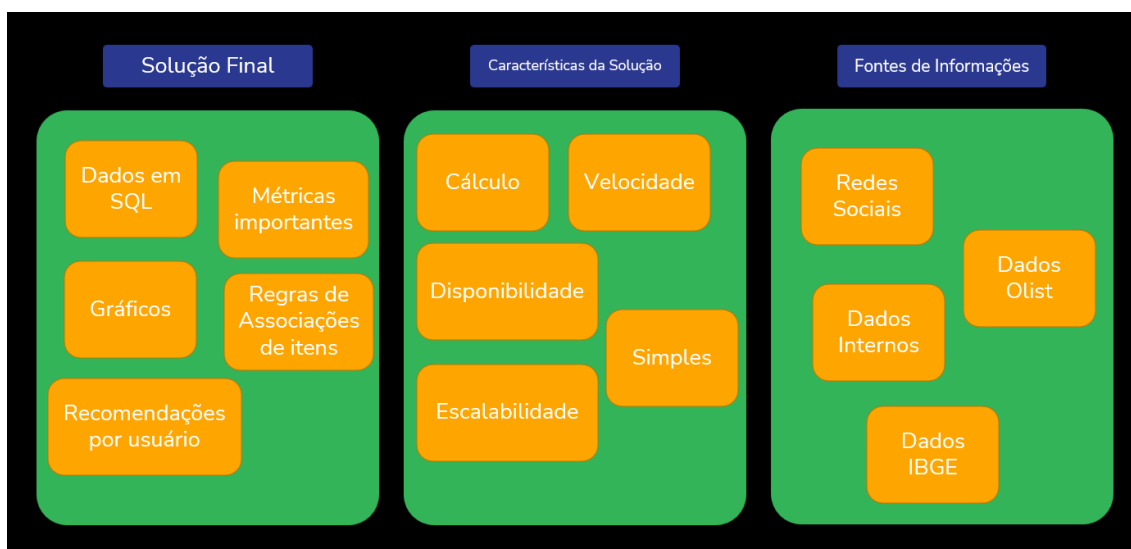 Solução Final
Dados em
SQL
Métricas
importantes
Gráficos
Regras de
Associações
de itens
Recomendações
por usuário
Características da Solução
Cálculo
Velocidade
Disponibilidade
Simples
Escalabilidade
Fontes de Informações
Redes
Sociais
Dados
Olist
Dados
Internos
Dados
IBGE